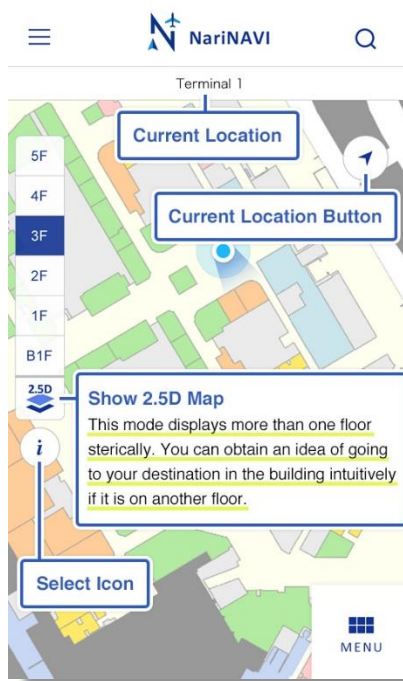 NariNAVI
Terminal 1
Current Location
5F
4F
3F
2F
1F
B1F
2.5D
Current Location Button
Show 2.5D Map
This mode displays more than one floor
sterically. You can obtain an idea of going
to your destination in the building intuitively
if it is on another floor.
i
Select Icon
MENU